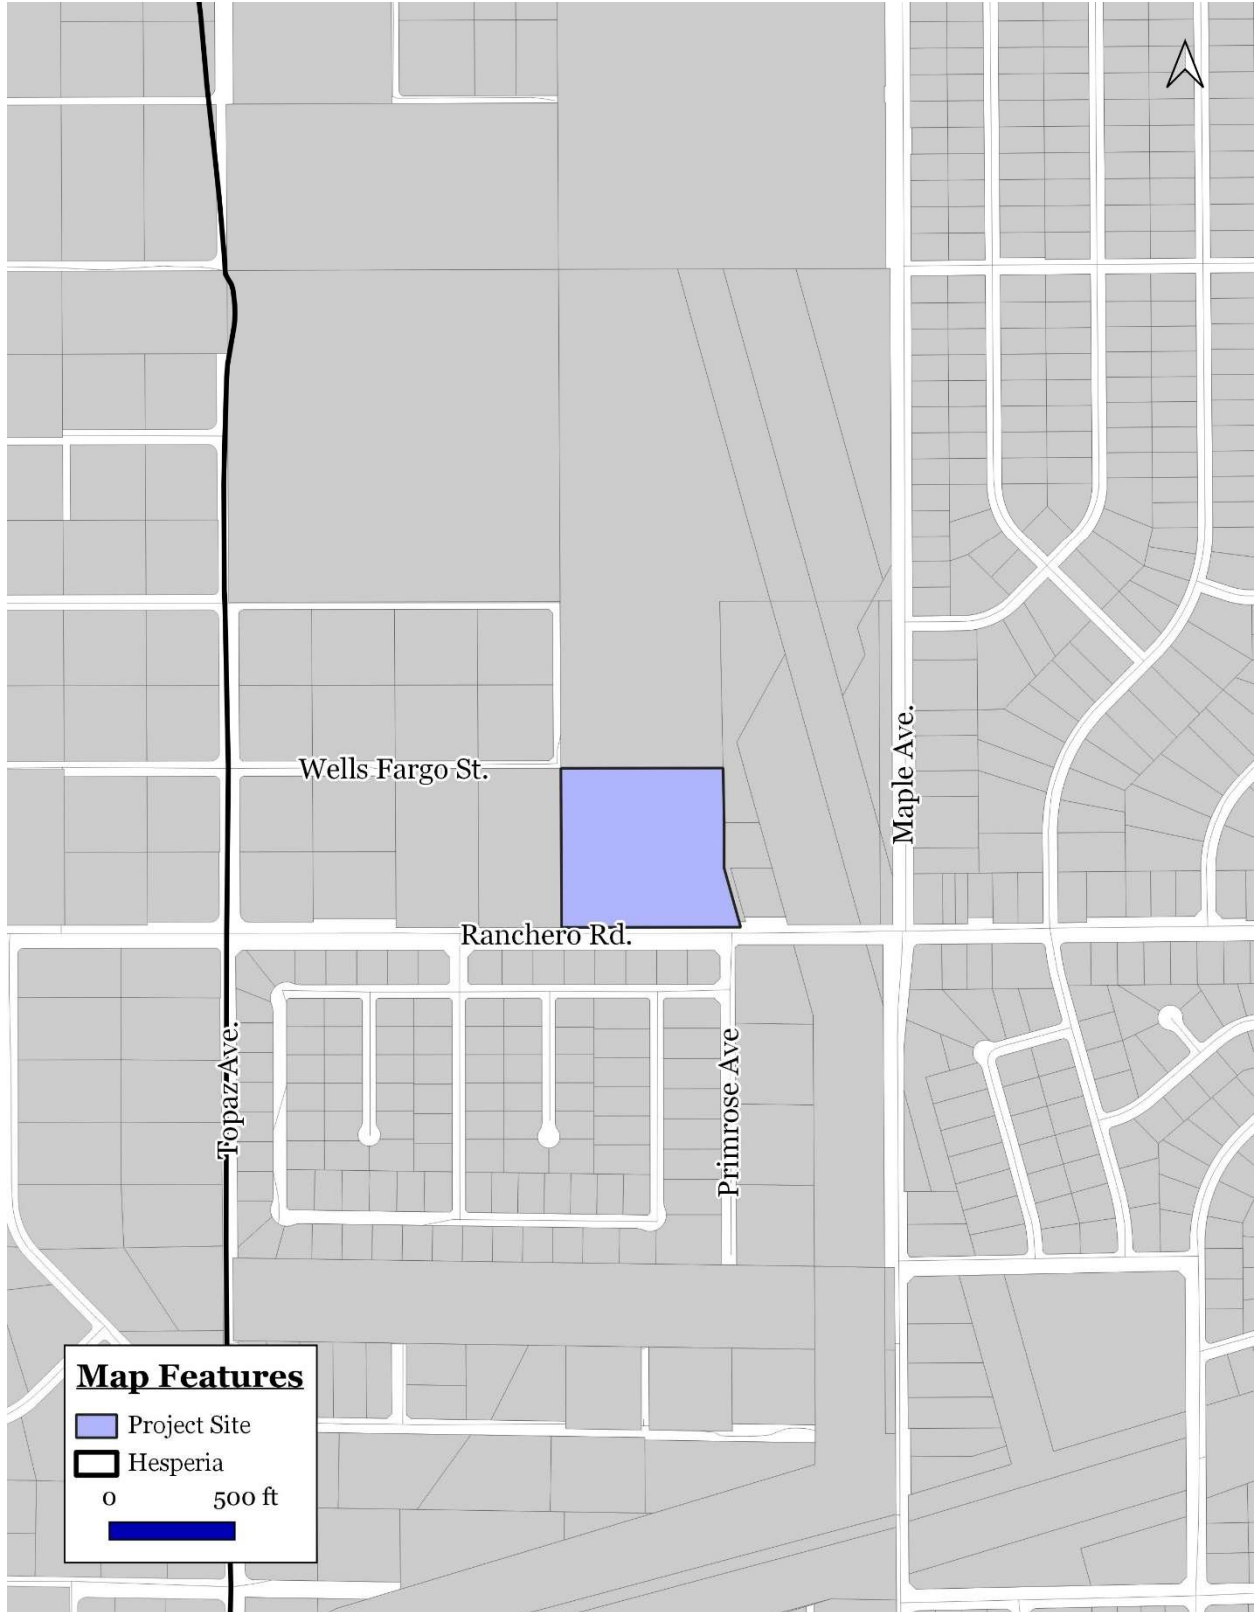 Wells Fargo St.
Maple Ave.
Ranchero Rd.
Topaz Ave.
Primrose Ave
Map Features
Project Site
Hesperia
0 500 ft